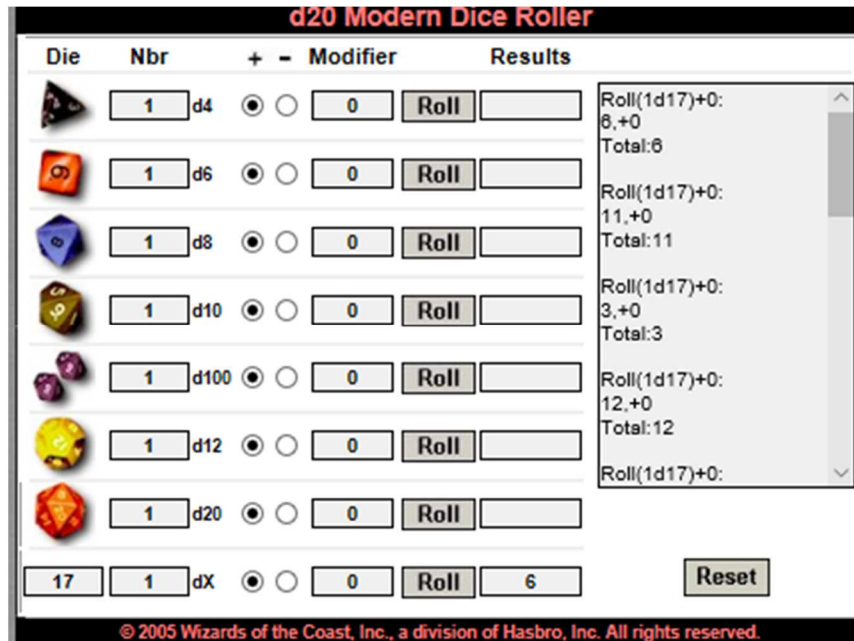 d20 Modern Dice Roller
Die Nbr + - Modifier Results
1 d4 0 Roll
1 d6 0 Roll
1 d8 0 Roll
1 d10 0 Roll
1 d100 0 Roll
1 d12 0 Roll
1 d20 0 Roll
17 1 dX 0 Roll 6
Roll(1d17)+0:
6,+0
Total:6
Roll(1d17)+0:
11,+0
Total:11
Roll(1d17)+0:
3,+0
Total:3
Roll(1d17)+0:
12,+0
Total:12
Roll(1d17)+0:
Reset
© 2005 Wizards of the Coast, Inc., a division of Hasbro, Inc. All rights reserved.